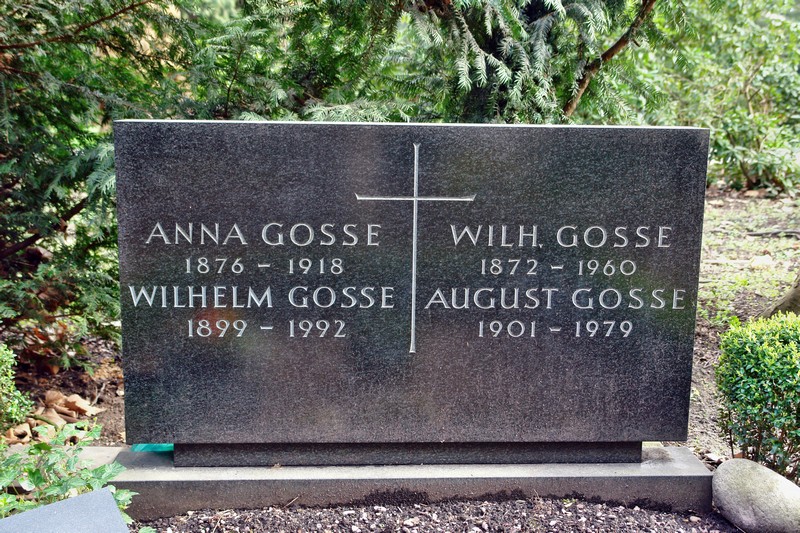 ANNA GOSSE
1876 – 1918
WILHELM GOSSE
1899 – 1992
WILH. GOSSE
1872 – 1960
AUGUST GOSSE
1901 – 1979